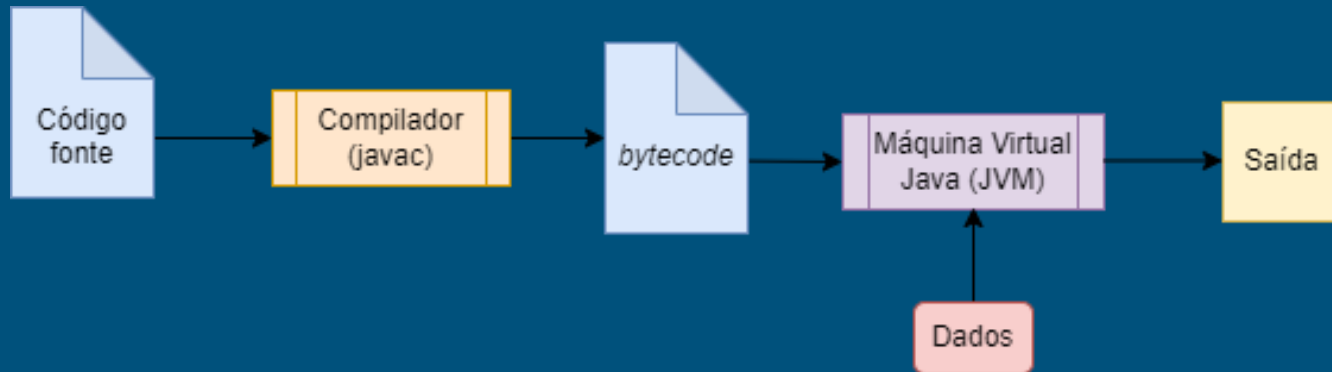 Código
fonte
Compilador
(javac)
bytecode
Máquina Virtual
Java (JVM)
Saída
Dados